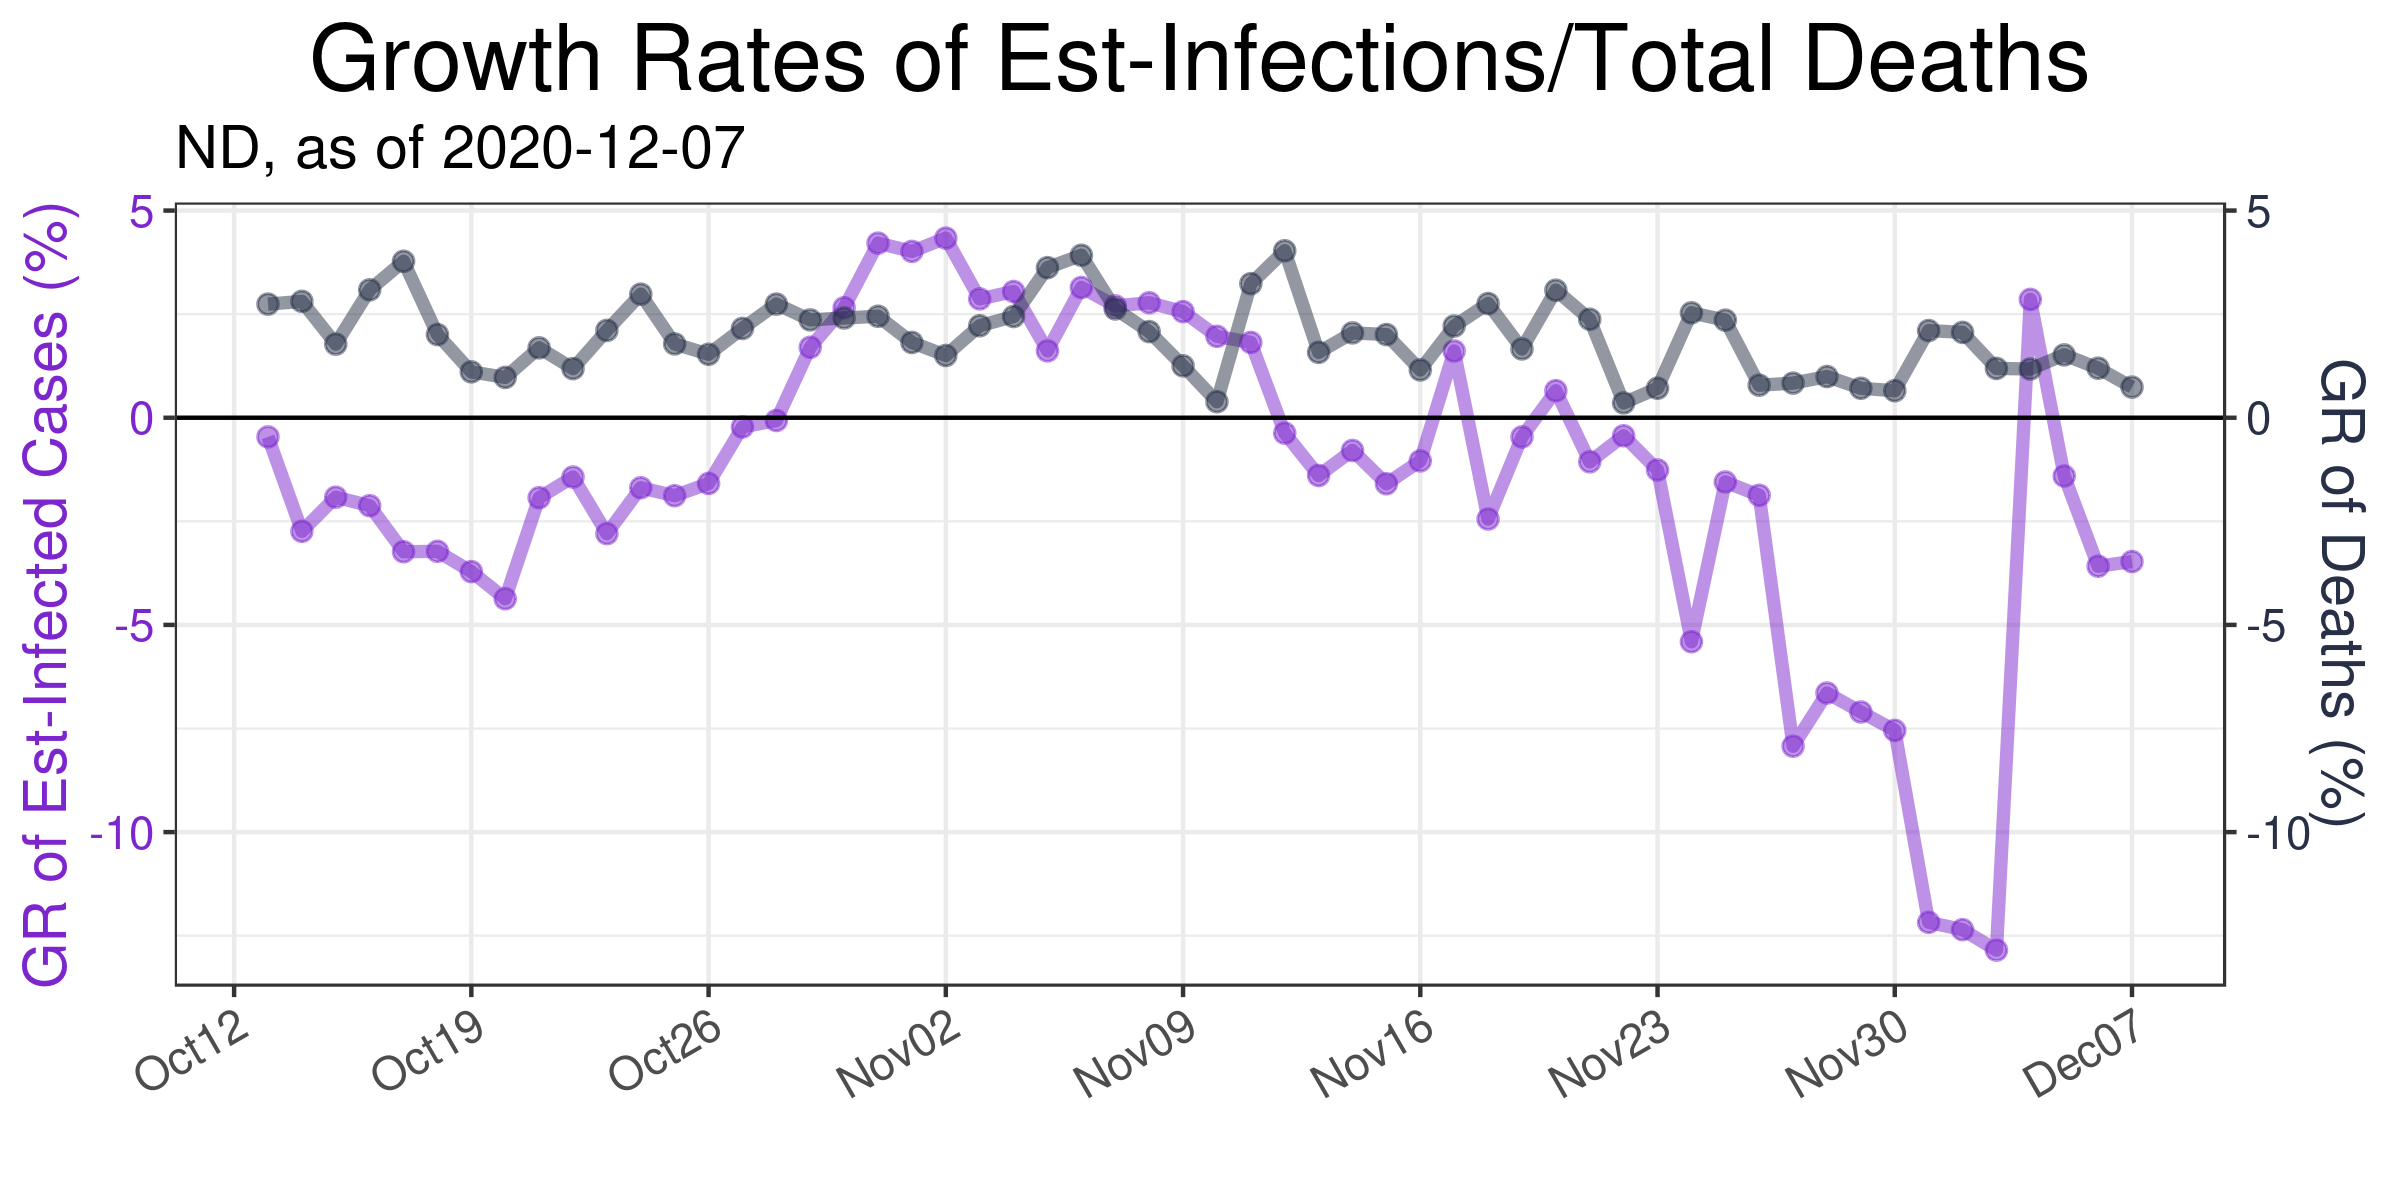 Growth Rates of Est-Infections/Total Deaths
ND, as of 2020-12-07
GR of Est-Infected Cases (%)
5
0
-5
-10
5
0
-5
-10
GR of Deaths (%)
Oct12
Oct19
Oct26
Nov02
Nov09
Nov16
Nov23
Nov30
Dec07